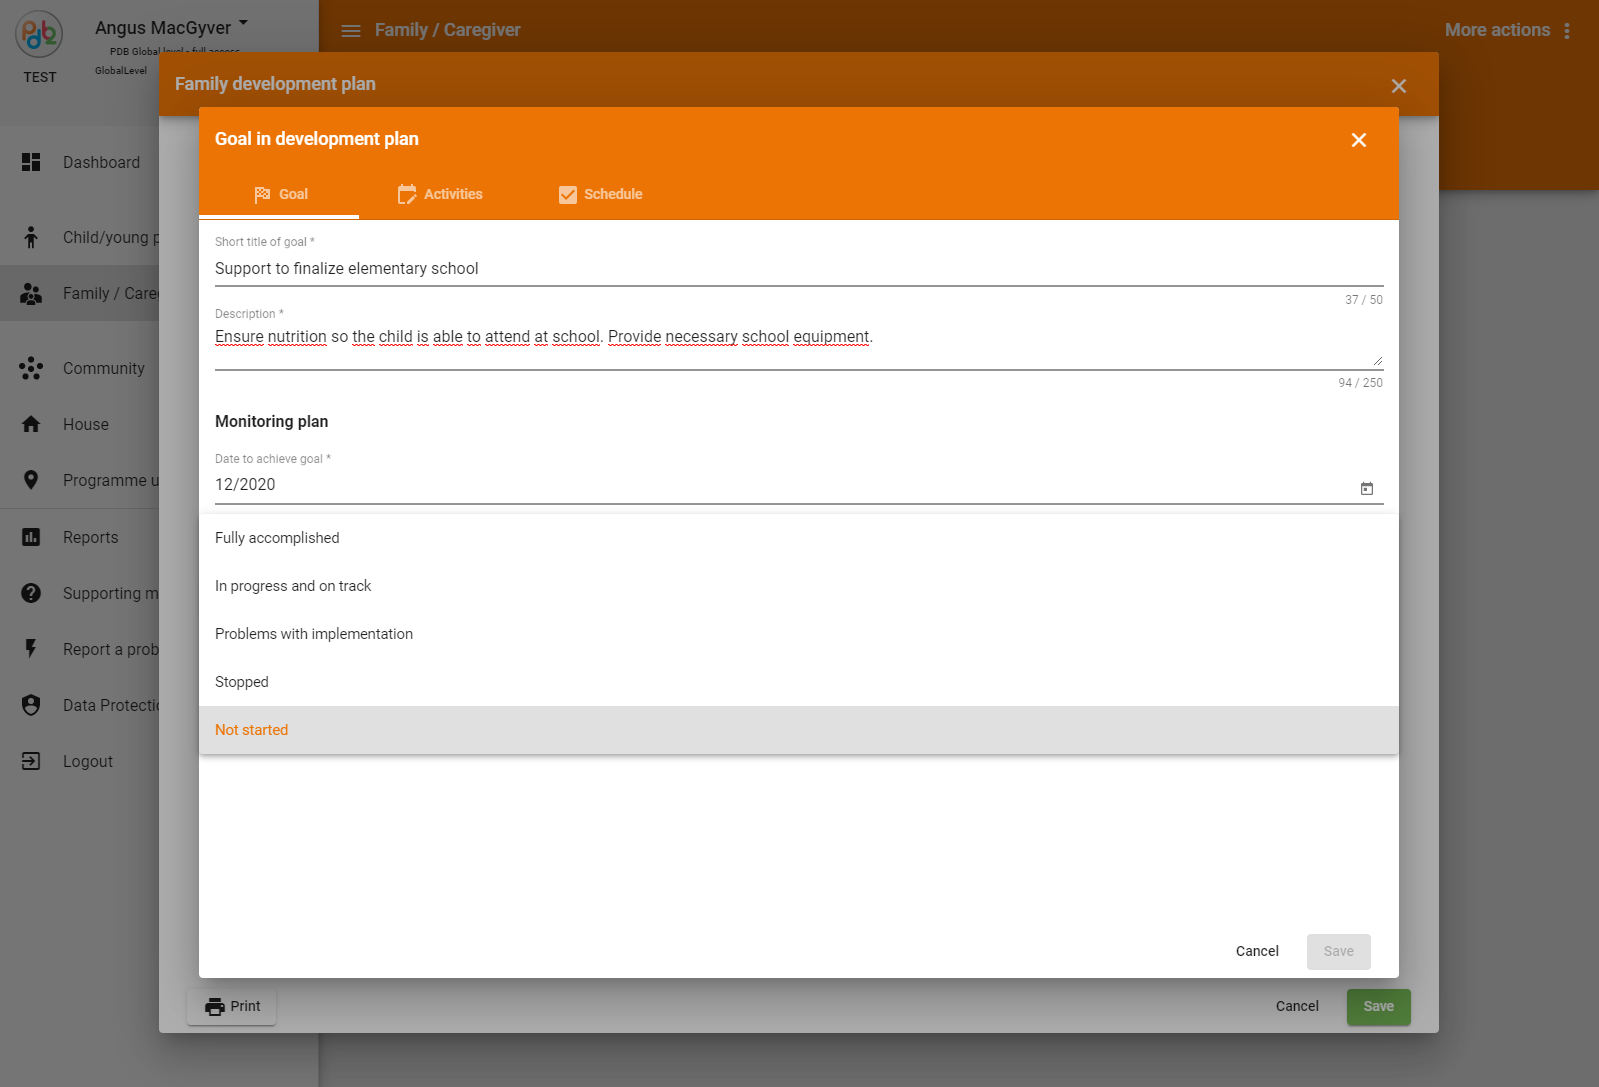 Angus MacGyver
PDB Global level - full access
GlobalLevel
TEST
Family / Caregiver
More actions
Family development plan
Goal in development plan
Goal
Activities
Schedule
Dashboard
Child/young p
Family / Care
Community
House
Programme u
Reports
Supporting m
Report a prob
Data Protectio
Logout
Short title of goal *
Support to finalize elementary school
37 / 50
Description *
Ensure nutrition so the child is able to attend at school. Provide necessary school equipment.
94 / 250
Monitoring plan
Date to achieve goal *
12/2020
Fully accomplished
In progress and on track
Problems with implementation
Stopped
Not started
Cancel
Save
Print
Cancel
Save